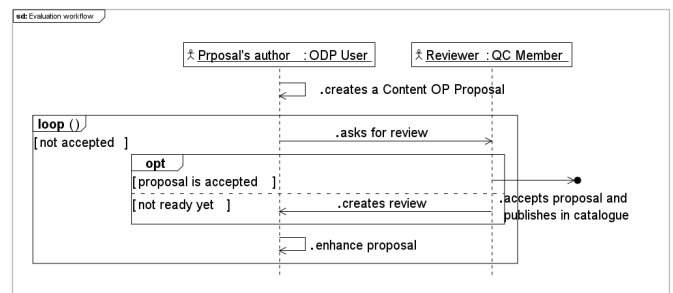 sd: Evaluation workflow
Prposal's author : ODP User
Reviewer : QC Member
.creates a Content OP Proposal
loop ()
[not accepted ]
.asks for review
opt
[proposal is accepted ]
.accepts proposal and
publishes in catalogue
[not ready yet ]
.creates review
.enhance proposal